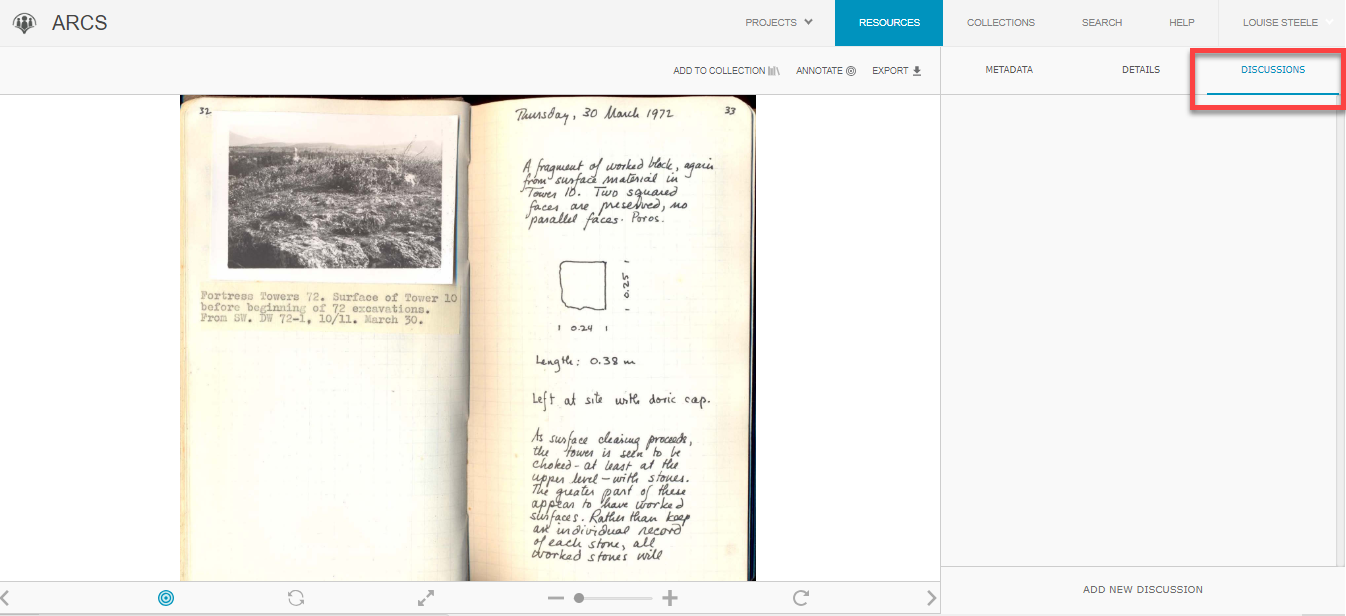 ARCS
PROJECTS
RESOURCES
COLLECTIONS
SEARCH
HELP
LOUISE STEELE
ADD TO COLLECTION
ANNOTATE
EXPORT
METADATA
DETAILS
DISCUSSIONS
32
Fortress Towers 72. Surface of Tower 10
before beginning of 72 excavations.
From SW. DW 72-1, 10/11. March 30.
Thursday, 30 March 1972
33
A fragment of worked block, again
from surface material in
Tower 10. Two squared
faces are preserved, no
parallel faces. Poros.
0.25
0.24
Length: 0.38 m
Left at site with doric cap.
As surface clearing proceeds,
the tower is seen to be
choked - at least at the
upper level - with stones.
The greater part of these
appear to have worked
surfaces. Rather than keep
an individual record
of each stone, all
worked stones will
ADD NEW DISCUSSION